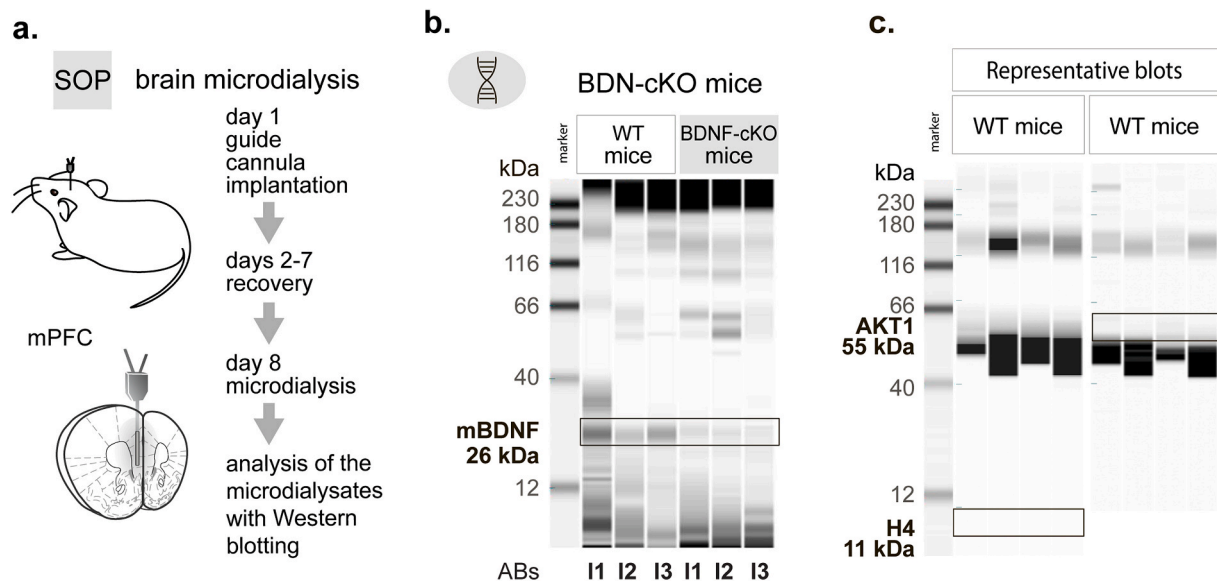 a.
SOP brain microdialysis
day 1
guide
cannula
implantation
days 2-7
recovery
mPFC
day 8
microdialysis
analysis of the
microdialysates
with Western
blotting
b.
BDN-cKO mice
marker
WT
mice
BDNF-cKO
mice
kDa
230
180
116
66
40
mBDNF
26 kDa
12
ABs I1 I2 I3 I1 I2 I3
c.
Representative blots
marker
WT mice
WT mice
kDa
230
180
116
66
AKT1
55 kDa
40
12
H4
11 kDa